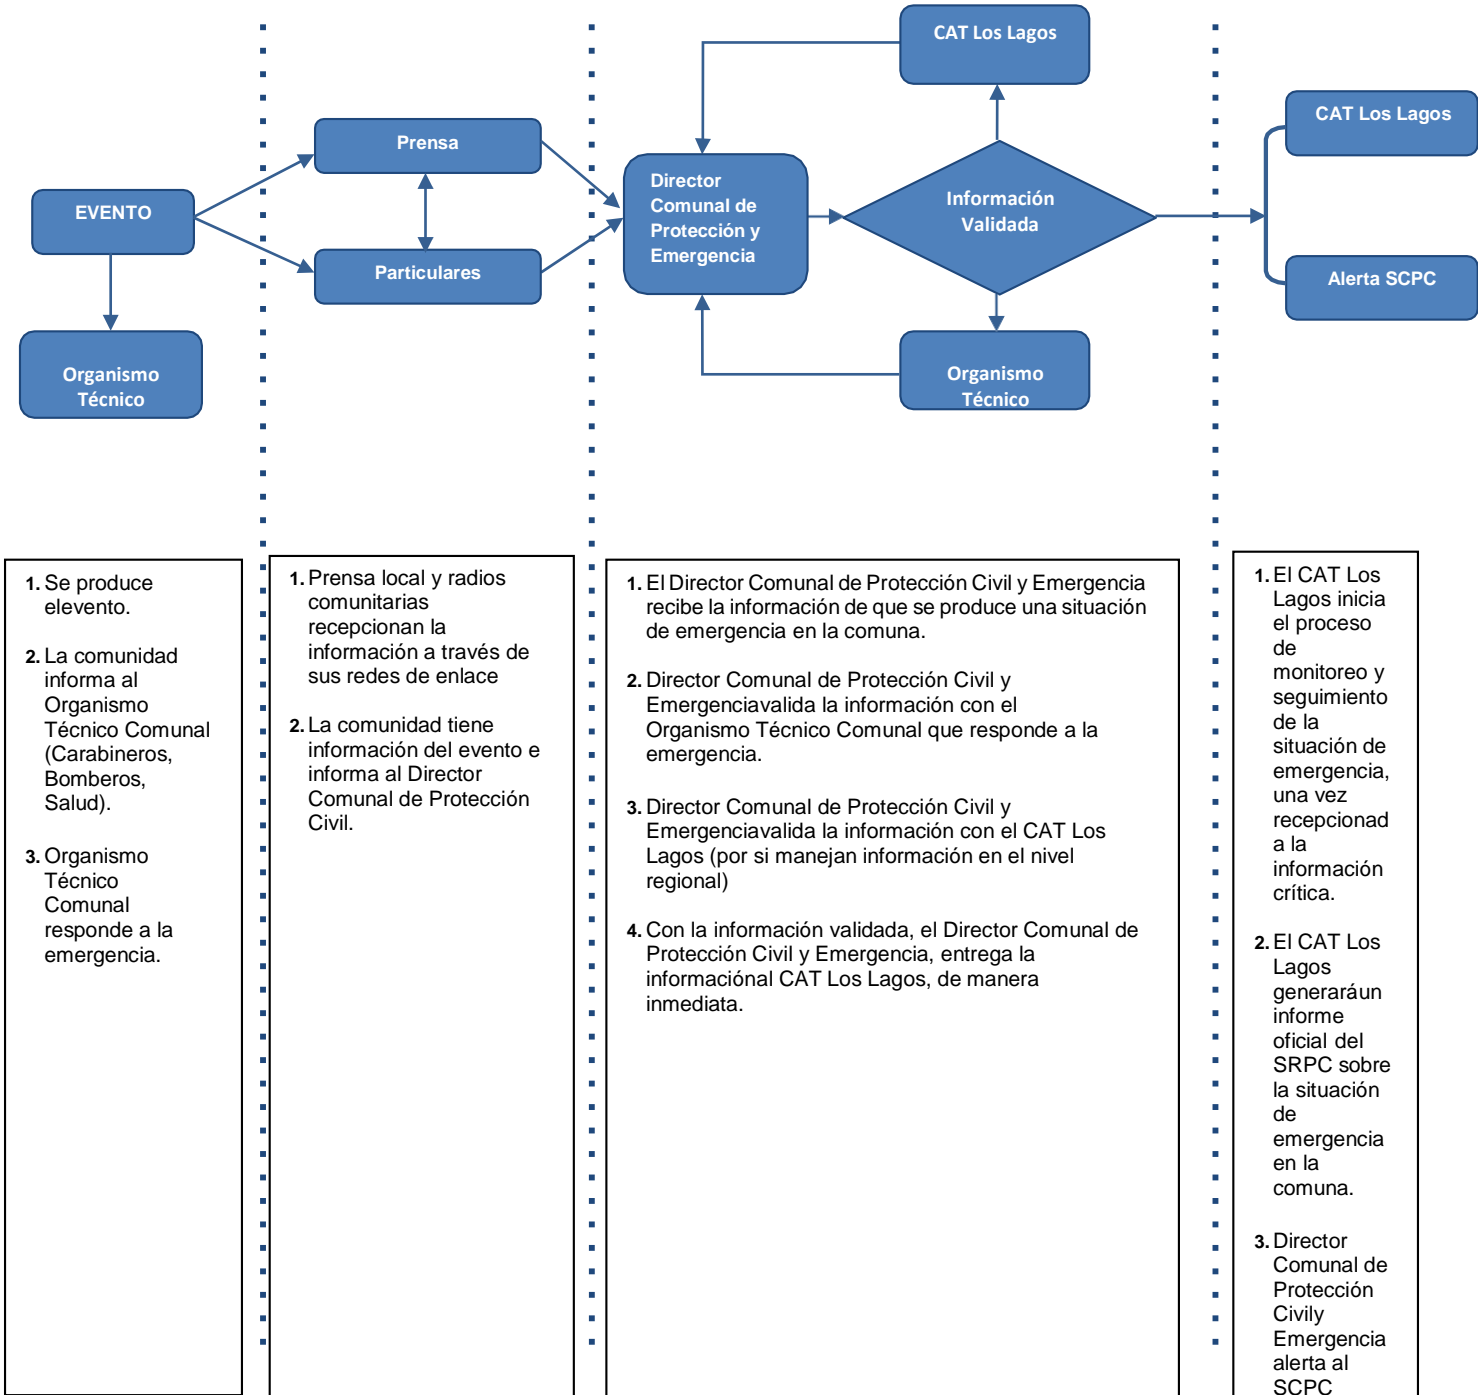 CAT Los Lagos
CAT Los Lagos
Prensa
Director
Comunal de
Protección y
Emergencia
Información
Validada
EVENTO
Particulares
Alerta SCPC
Organismo
Técnico
Organismo
Técnico
1. Se produce
elevento.
2. La comunidad
informa al
Organismo
Técnico Comunal
(Carabineros,
Bomberos,
Salud).
3. Organismo
Técnico
Comunal
responde a la
emergencia.
1. Prensa local y radios
comunitarias
recepcionan la
información a través de
sus redes de enlace
2. La comunidad tiene
información del evento e
informa al Director
Comunal de Protección
Civil.
1. El Director Comunal de Protección Civil y Emergencia
recibe la información de que se produce una situación
de emergencia en la comuna.
2. Director Comunal de Protección Civil y
Emergenciavalida la información con el
Organismo Técnico Comunal que responde a la
emergencia.
3. Director Comunal de Protección Civil y
Emergenciavalida la información con el CAT Los
Lagos (por si manejan información en el nivel
regional)
4. Con la información validada, el Director Comunal de
Protección Civil y Emergencia, entrega la
informaciónal CAT Los Lagos, de manera
inmediata.
1. El CAT Los
Lagos inicia
el proceso
de
monitoreo y
seguimiento
de la
situación de
emergencia,
una vez
recepcionad
a la
información
crítica.
2. El CAT Los
Lagos
generaráun
informe
oficial del
SRPC sobre
la situación
de
emergencia
en la
comuna.
3. Director
Comunal de
Protección
Civily
Emergencia
alerta al
SCPC